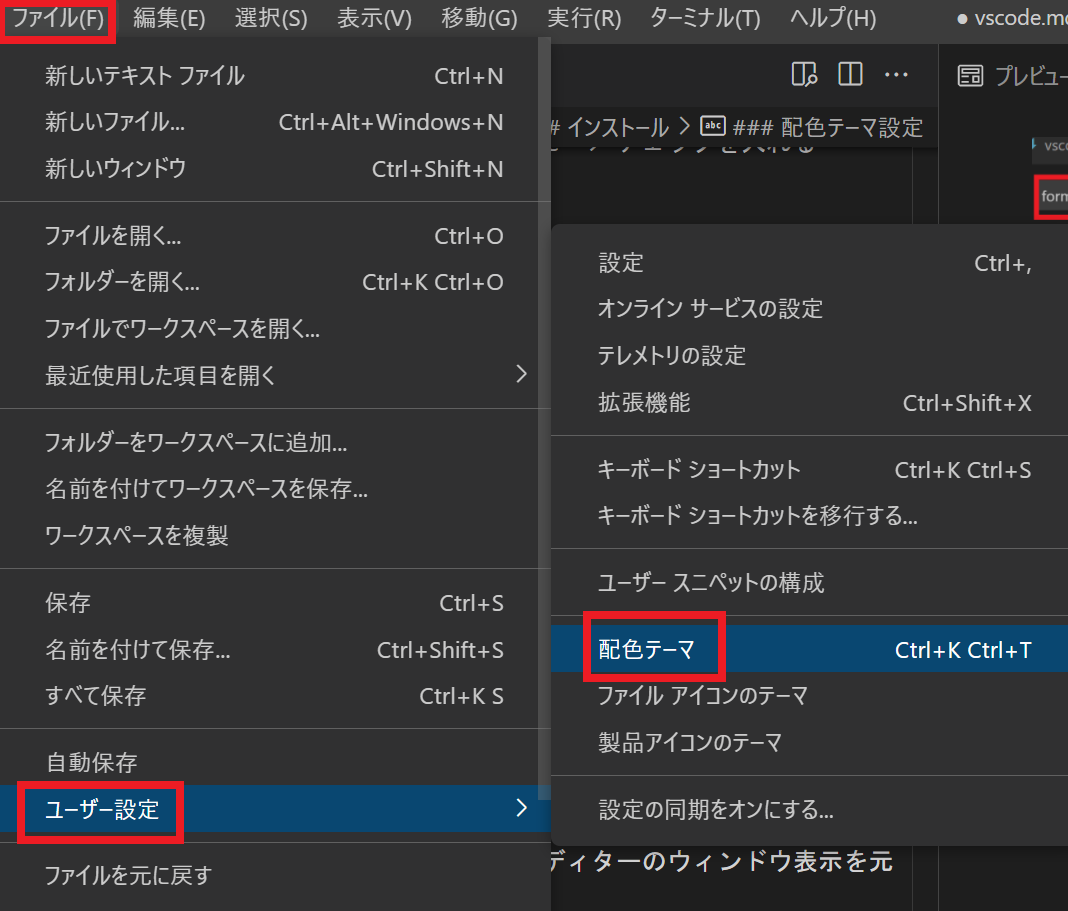 ファイル(F) 編集(E) 選択(S) 表示(V) 移動(G) 実行(R) ターミナル(T) ヘルプ(H) ● vscode.md
新しいテキスト ファイル Ctrl+N
新しいファイル... Ctrl+Alt+Windows+N
新しいウィンドウ Ctrl+Shift+N
ファイルを開く... Ctrl+O
フォルダーを開く... Ctrl+K Ctrl+O
ファイルでワークスペースを開く...
最近使用した項目を開く
フォルダーをワークスペースに追加...
名前を付けてワークスペースを保存...
ワークスペースを複製
保存 Ctrl+S
名前を付けて保存... Ctrl+Shift+S
すべて保存 Ctrl+K S
自動保存
ユーザー設定
ファイルを元に戻す
プレビュー
# インストール > abc ### 配色テーマ設定
チェックを入れる
vsco
form
設定 Ctrl+,
オンライン サービスの設定
テレメトリの設定
拡張機能 Ctrl+Shift+X
キーボード ショートカット Ctrl+K Ctrl+S
キーボード ショートカットを移行する...
ユーザー スニペットの構成
配色テーマ Ctrl+K Ctrl+T
ファイル アイコンのテーマ
製品アイコンのテーマ
設定の同期をオンにする...
ディターのウィンドウ表示を元